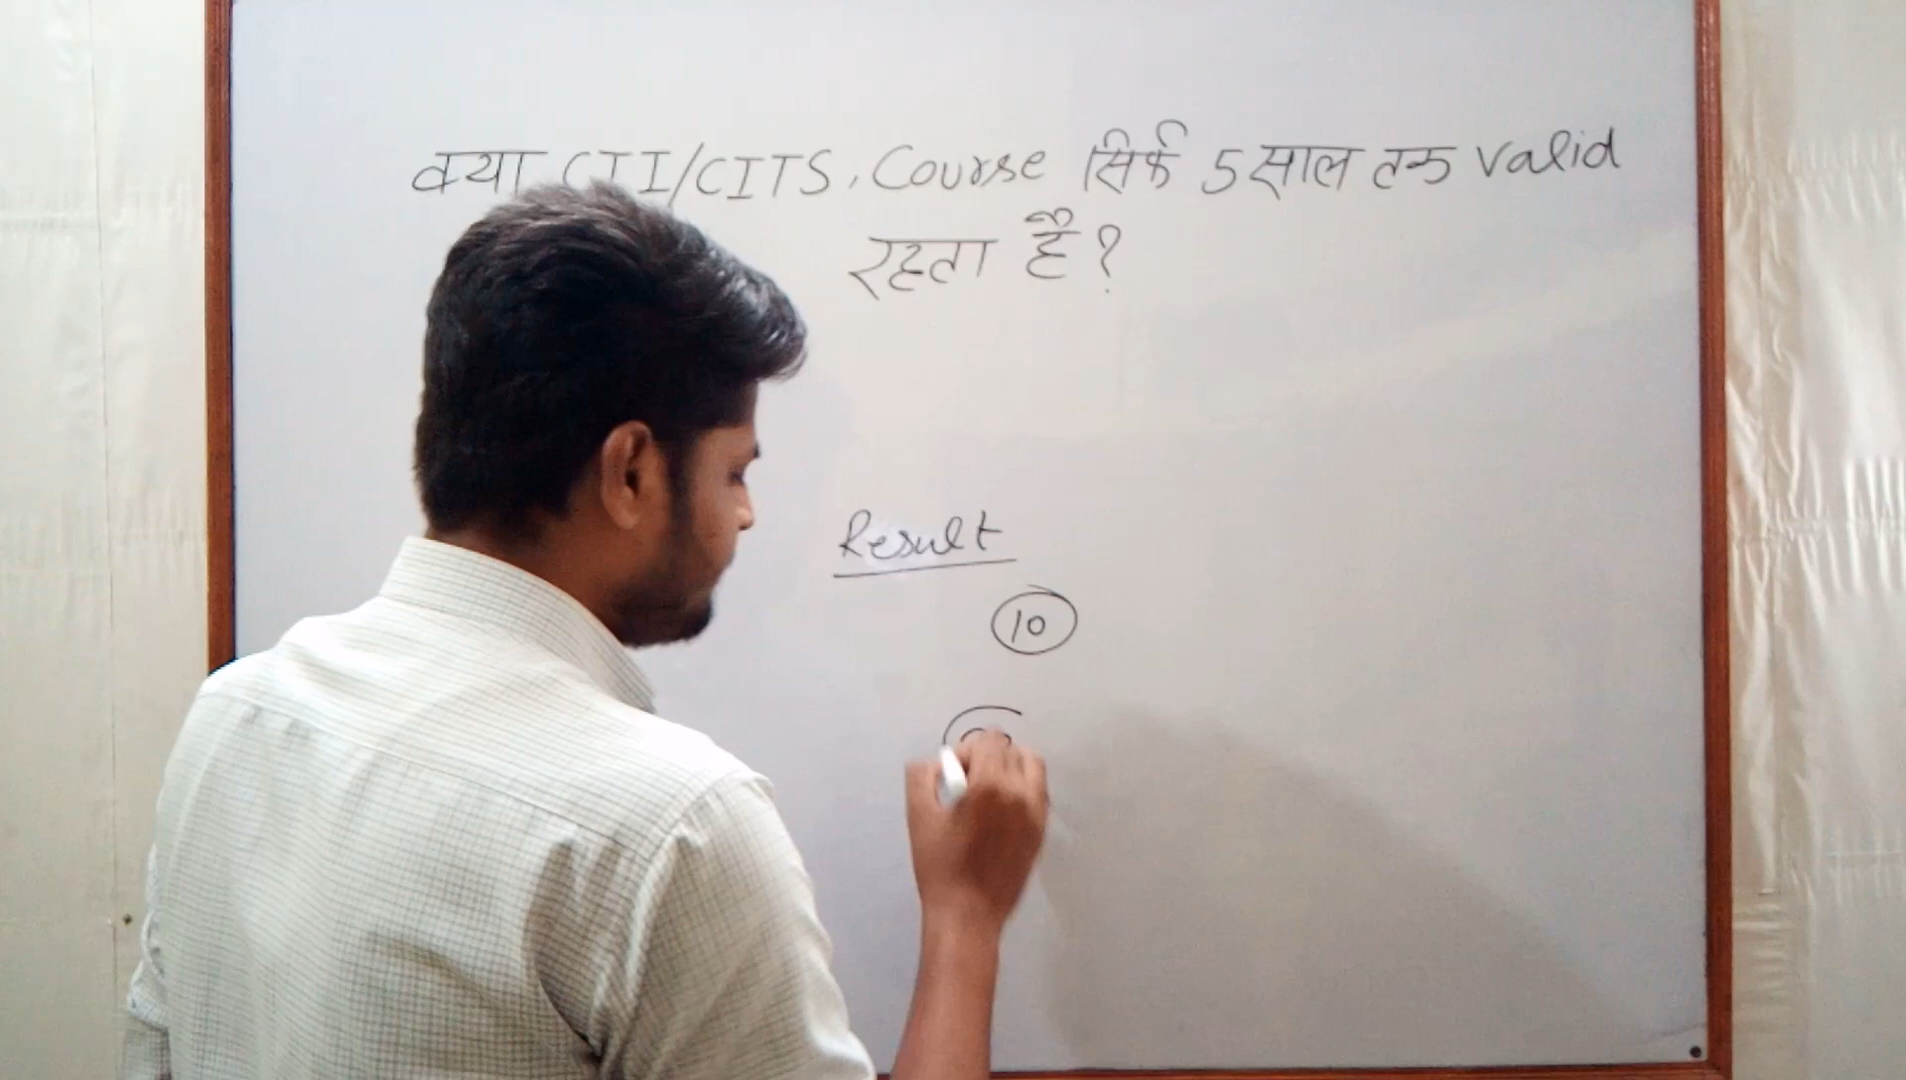 क्या CTI/CITS, Course सिर्फ 5 साल तक valid
रहता है?
Result
10